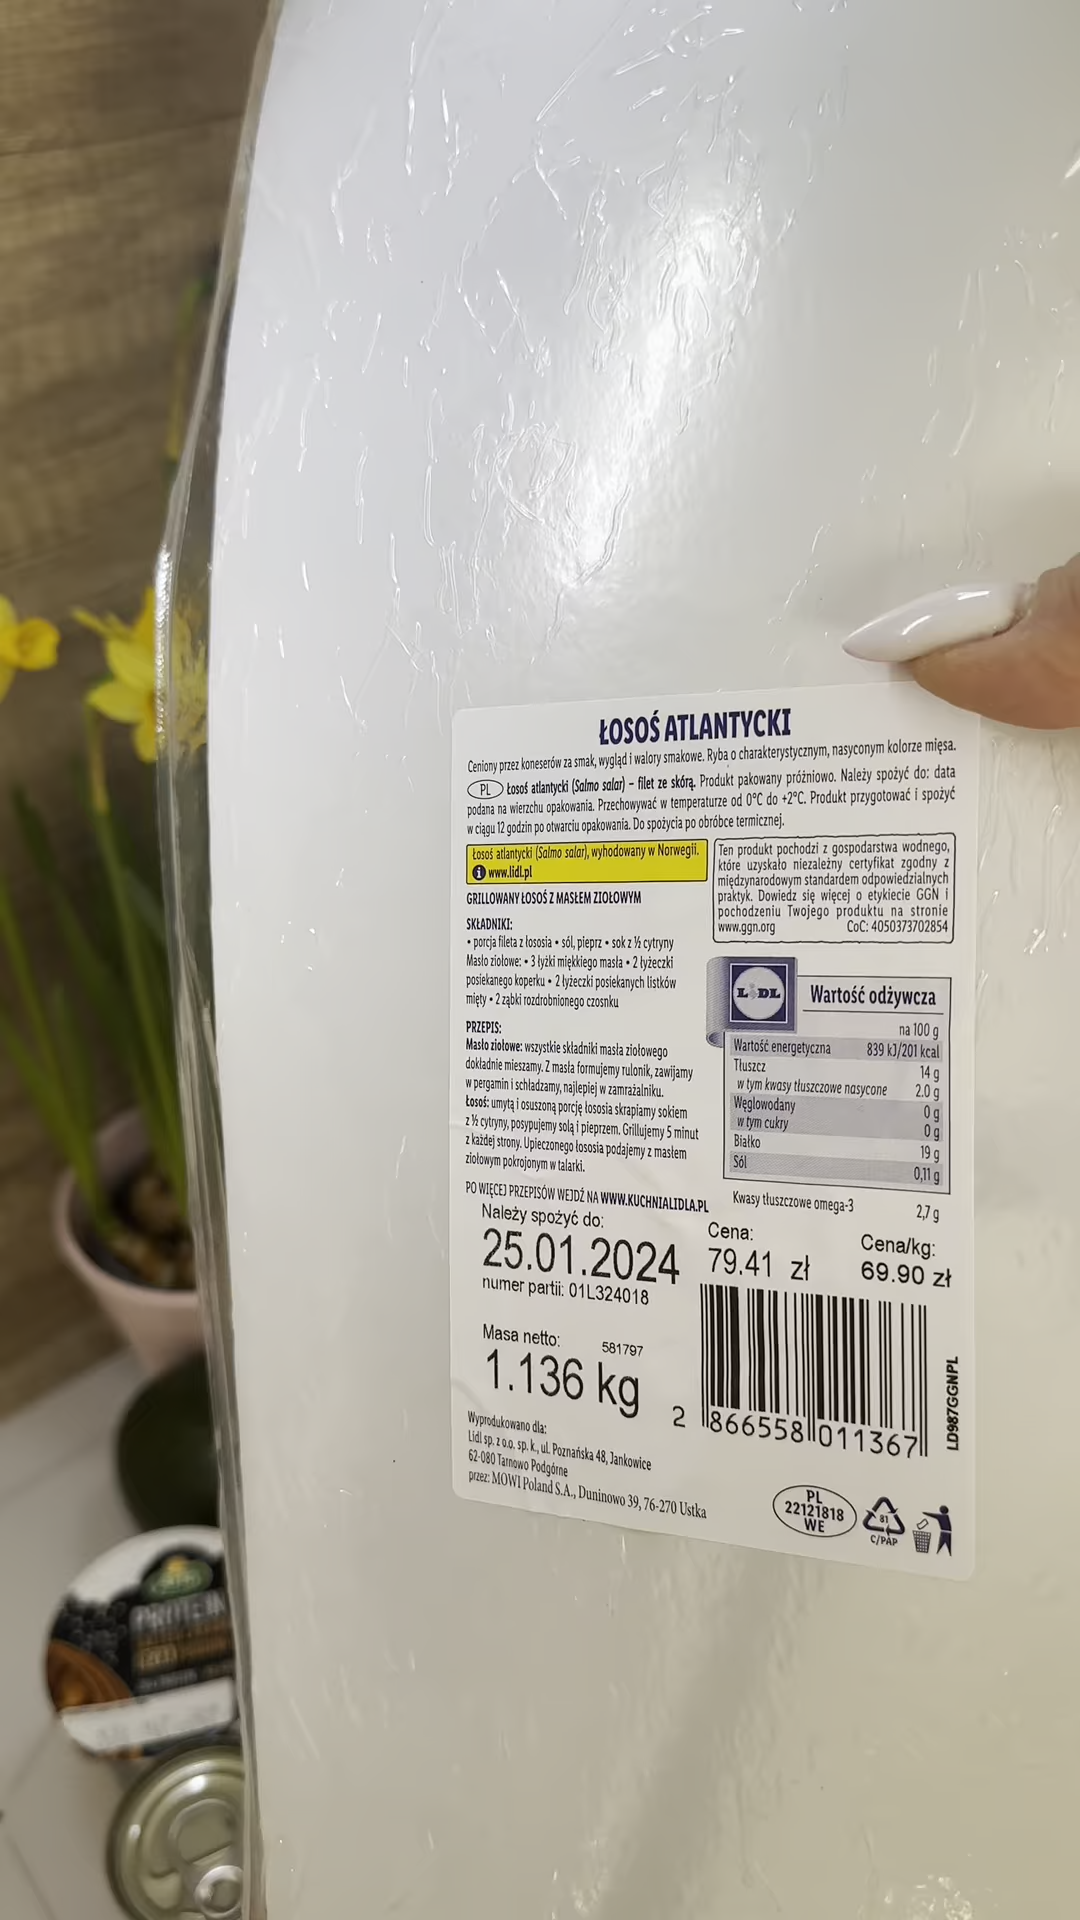 ŁOSOŚ ATLANTYCKI
Ceniony przez koneserów za smak, wygląd i walory smakowe. Ryba o charakterystycznym, nasyconym kolorze mięsa.
PL Łosoś atlantycki (Salmo salar) – filet ze skórą. Produkt pakowany próżniowo. Należy spożyć do: data
podana na wierzchu opakowania. Przechowywać w temperaturze od 0°C do +2°C. Produkt przygotować i spożyć
w ciągu 12 godzin po otwarciu opakowania. Do spożycia po obróbce termicznej.
Łosoś atlantycki (Salmo salar), wyhodowany w Norwegii.
i www.lidl.pl
Ten produkt pochodzi z gospodarstwa wodnego,
które uzyskało niezależny certyfikat zgodny z
międzynarodowym standardem odpowiedzialnych
praktyk. Dowiedz się więcej o etykiecie GGN i
pochodzeniu Twojego produktu na stronie
www.ggn.org CoC: 4050373702854
GRILLOWANY ŁOSOŚ Z MASŁEM ZIOŁOWYM
SKŁADNIKI:
• porcja fileta z łososia • sól, pieprz • sok z ½ cytryny
Masło ziołowe: • 3 łyżki miękkiego masła • 2 łyżeczki
posiekanego koperku • 2 łyżeczki posiekanych listków
mięty • 2 ząbki rozdrobnionego czosnku
PRZEPIS:
Masło ziołowe: wszystkie składniki masła ziołowego
dokładnie mieszamy. Z masła formujemy rulonik, zawijamy
w pergamin i schładzamy, najlepiej w zamrażalniku.
Łosoś: umytą i osuszoną porcję łososia skrapiamy sokiem
z ½ cytryny, posypujemy solą i pieprzem. Grillujemy 5 minut
z każdej strony. Upieczonego łososia podajemy z masłem
ziołowym pokrojonym w talarki.
PO WIĘCEJ PRZEPISÓW WEJDŹ NA WWW.KUCHNIALIDLA.PL
LIDL
Wartość odżywcza
na 100 g
Wartość energetyczna 839 kJ/201 kcal
Tłuszcz 14 g
w tym kwasy tłuszczowe nasycone 2.0 g
Węglowodany 0 g
w tym cukry 0 g
Białko 19 g
Sól 0,11 g
Kwasy tłuszczowe omega-3 2,7 g
Należy spożyć do:
25.01.2024
numer partii: 01L324018
Cena:
79.41 zł
Cena/kg:
69.90 zł
Masa netto: 581797
1.136 kg
2 866558 011367
LD987GGNPL
Wyprodukowano dla:
Lidl sp. z o.o. sp. k., ul. Poznańska 48, Jankowice
62-080 Tarnowo Podgórne
przez: MOWI Poland S.A., Duninowo 39, 76-270 Ustka
PL
22121818
WE
81
C/PAP
PROTEIN